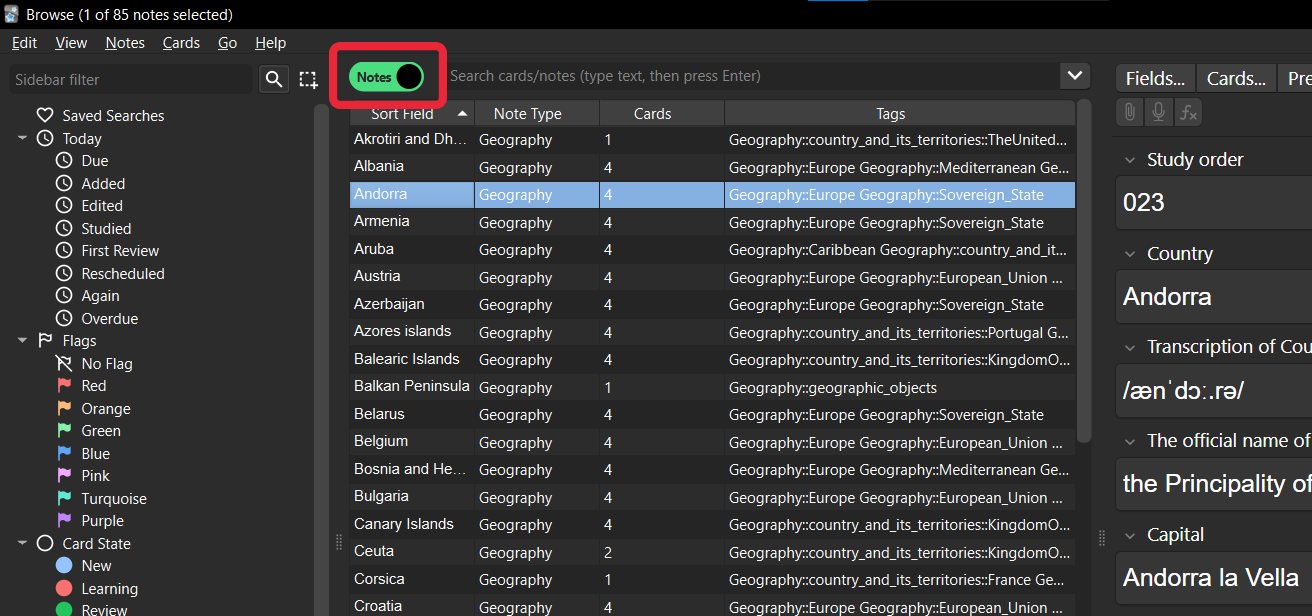 Browse (1 of 85 notes selected)
Edit View Notes Cards Go Help
Sidebar filter
Saved Searches
Today
Due
Added
Edited
Studied
First Review
Rescheduled
Again
Overdue
Flags
No Flag
Red
Orange
Green
Blue
Pink
Turquoise
Purple
Card State
New
Learning
Review
Notes Search cards/notes (type text, then press Enter)
Sort Field Note Type Cards Tags
Akrotiri and Dh... Geography 1 Geography::country_and_its_territories::TheUnited...
Albania Geography 4 Geography::Europe Geography::Mediterranean Ge...
Andorra Geography 4 Geography::Europe Geography::Sovereign_State
Armenia Geography 4 Geography::Europe Geography::Sovereign_State
Aruba Geography 4 Geography::Caribbean Geography::country_and_it...
Austria Geography 4 Geography::Europe Geography::European_Union ...
Azerbaijan Geography 4 Geography::Europe Geography::Sovereign_State
Azores islands Geography 4 Geography::country_and_its_territories::Portugal G...
Balearic Islands Geography 4 Geography::country_and_its_territories::KingdomO...
Balkan Peninsula Geography 1 Geography::geographic_objects
Belarus Geography 4 Geography::Europe Geography::Sovereign_State
Belgium Geography 4 Geography::Europe Geography::European_Union ...
Bosnia and He... Geography 4 Geography::Europe Geography::Mediterranean Ge...
Bulgaria Geography 4 Geography::Europe Geography::European_Union ...
Canary Islands Geography 4 Geography::country_and_its_territories::KingdomO...
Ceuta Geography 2 Geography::country_and_its_territories::KingdomO...
Corsica Geography 1 Geography::country_and_its_territories::France Ge...
Croatia Geography 4 Geography::Europe Geography::European_Union ...
Fields... Cards... Pre
Study order
023
Country
Andorra
Transcription of Cou
/ænˈdɔː.rə/
The official name of
the Principality of
Capital
Andorra la Vella